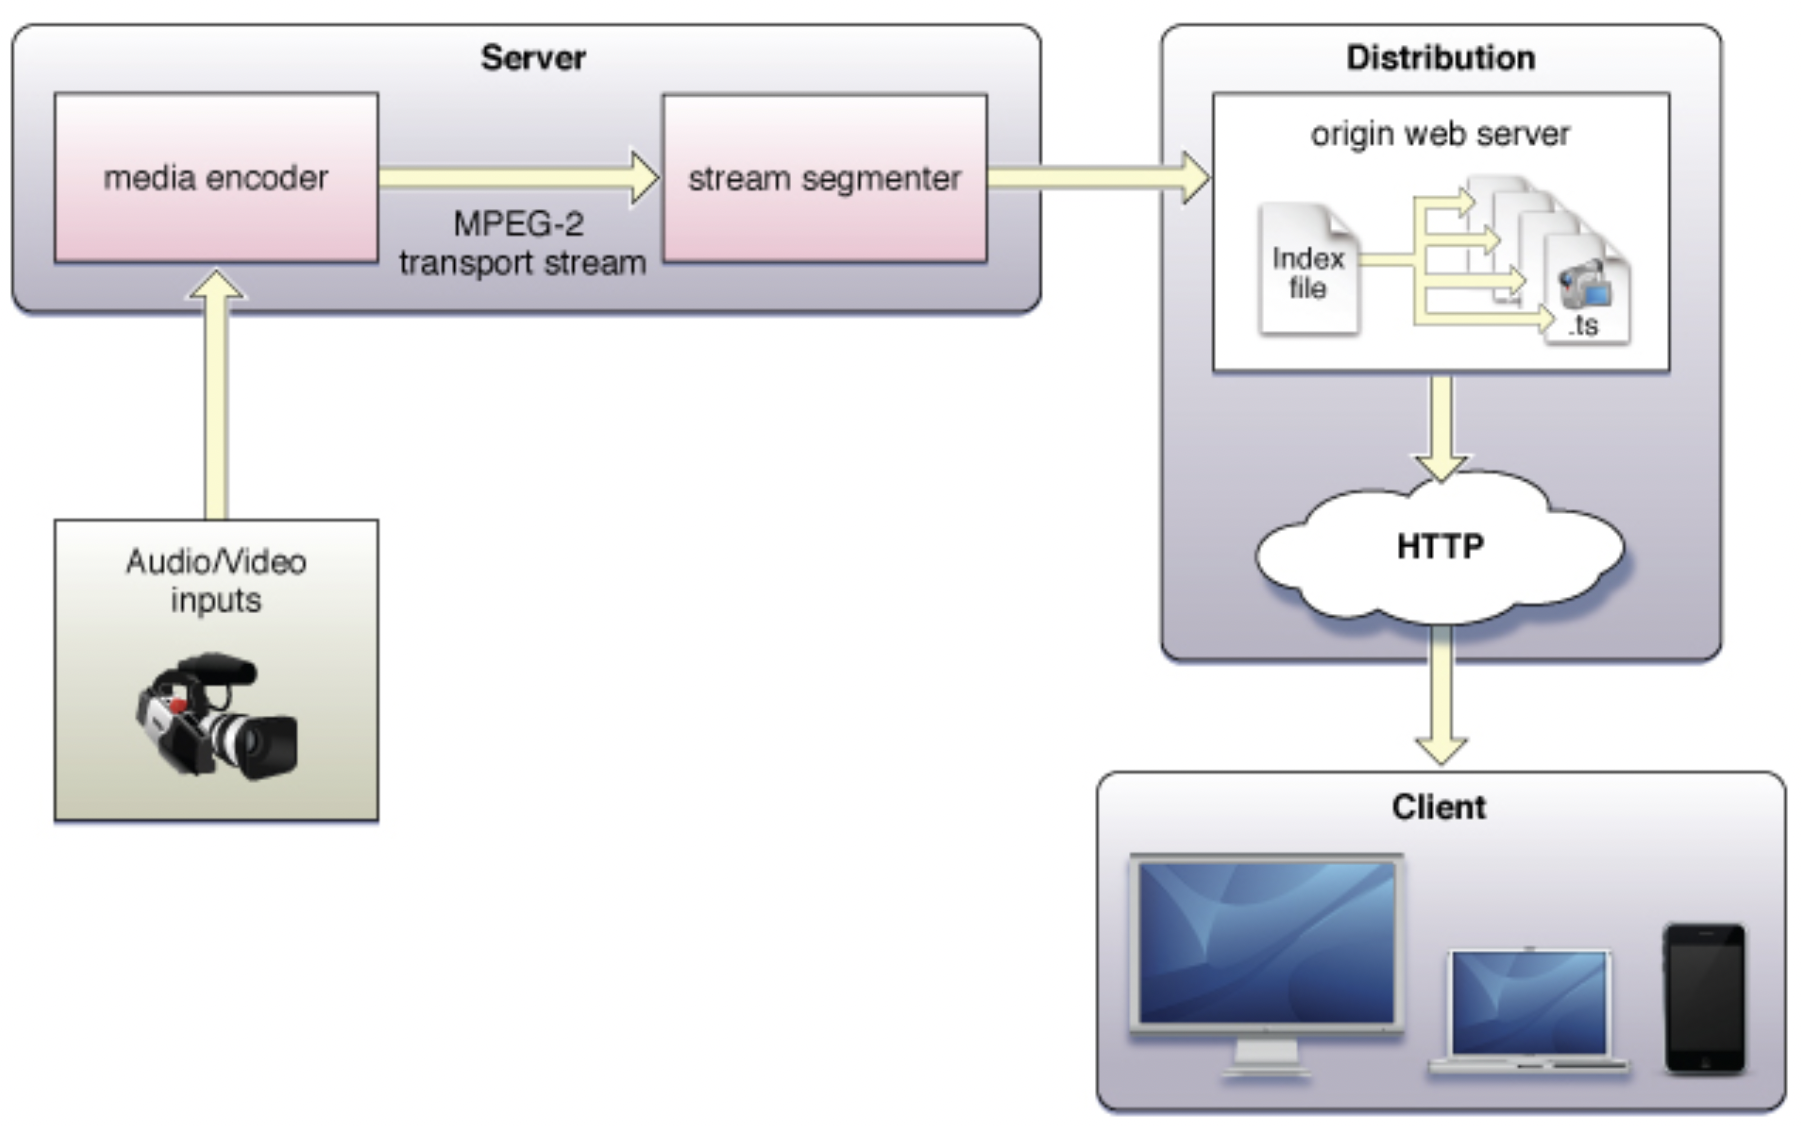 Server
media encoder
MPEG-2
transport stream
stream segmenter
Distribution
origin web server
Index
file
.ts
HTTP
Audio/Video
inputs
Client